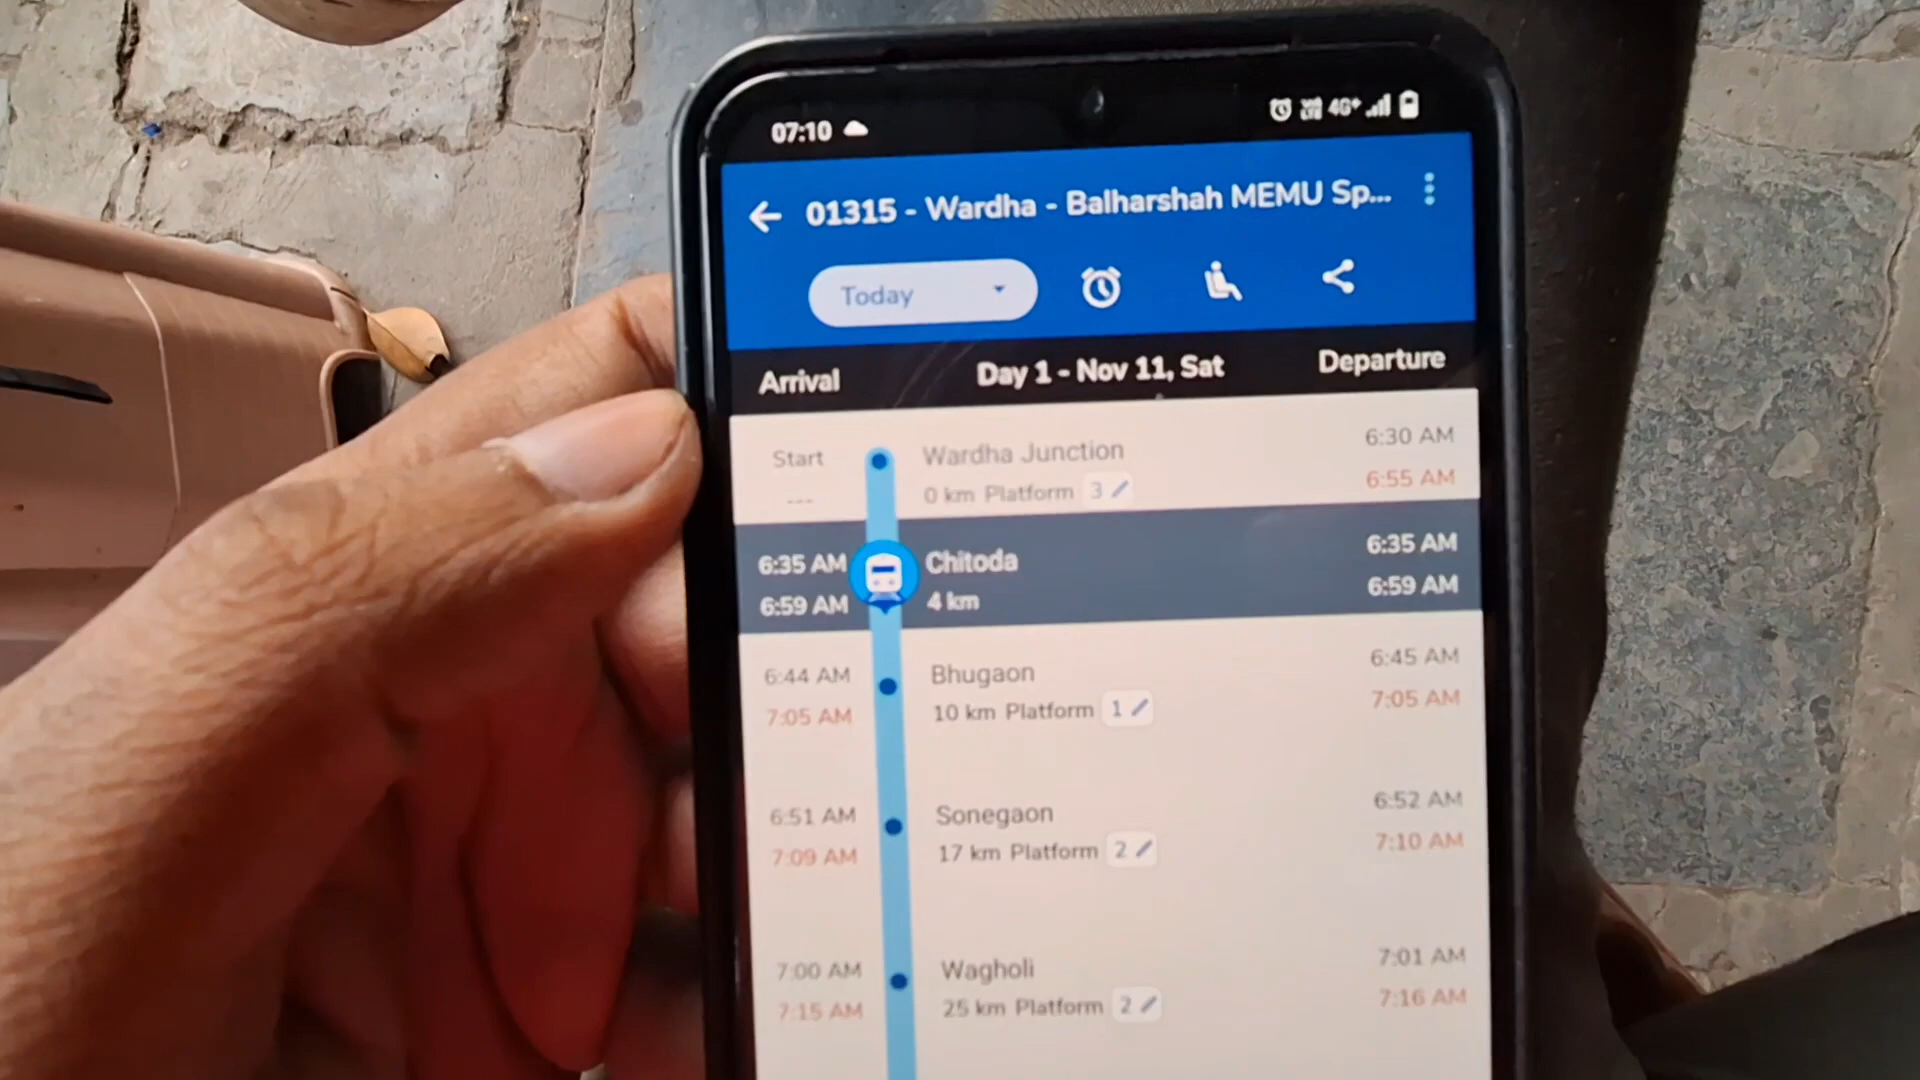 07:10 4G+
01315 - Wardha - Balharshah MEMU Sp...
Today
Arrival Day 1 - Nov 11, Sat Departure
Start Wardha Junction 6:30 AM
--- 0 km Platform 3 6:55 AM
6:35 AM Chitoda 6:35 AM
6:59 AM 4 km 6:59 AM
6:44 AM Bhugaon 6:45 AM
7:05 AM 10 km Platform 1 7:05 AM
6:51 AM Sonegaon 6:52 AM
7:09 AM 17 km Platform 2 7:10 AM
7:00 AM Wagholi 7:01 AM
7:15 AM 25 km Platform 2 7:16 AM